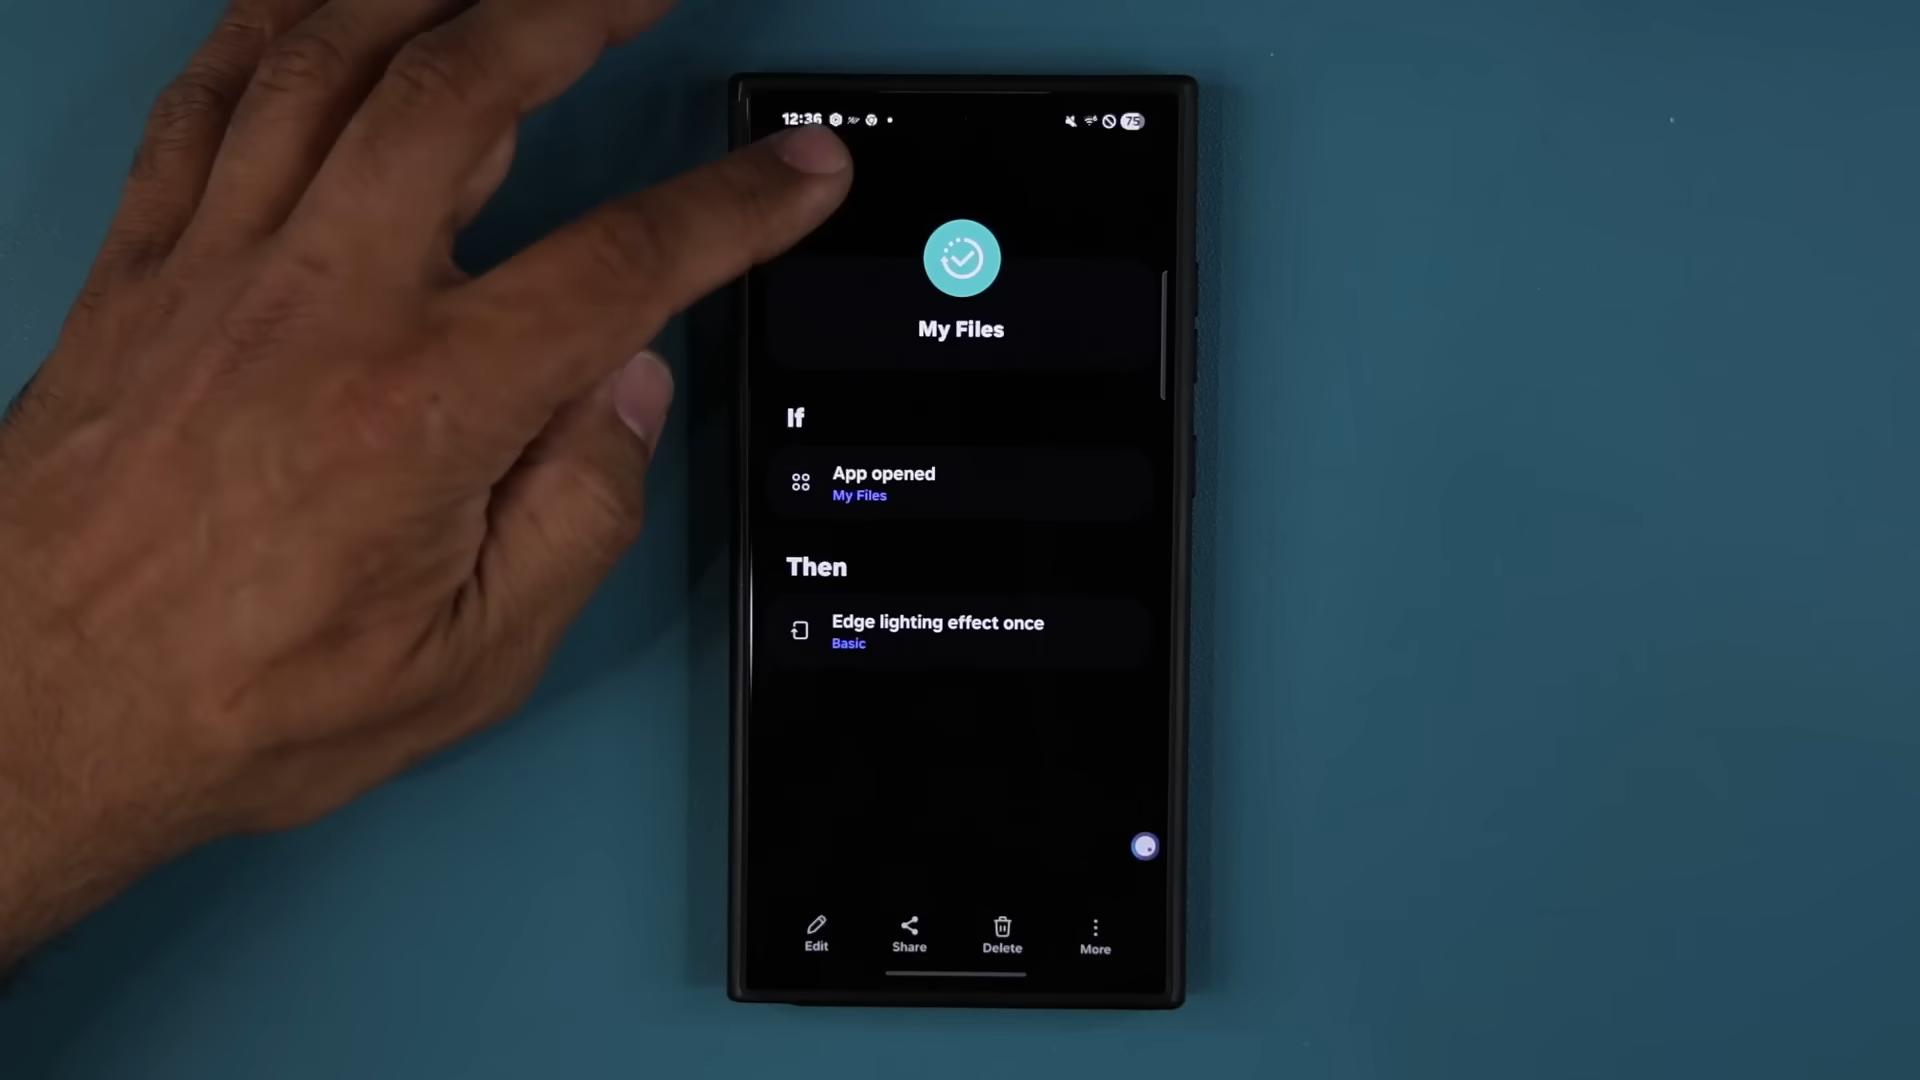 12:36
75
My Files
If
App opened
My Files
Then
Edge lighting effect once
Basic
Edit
Share
Delete
More